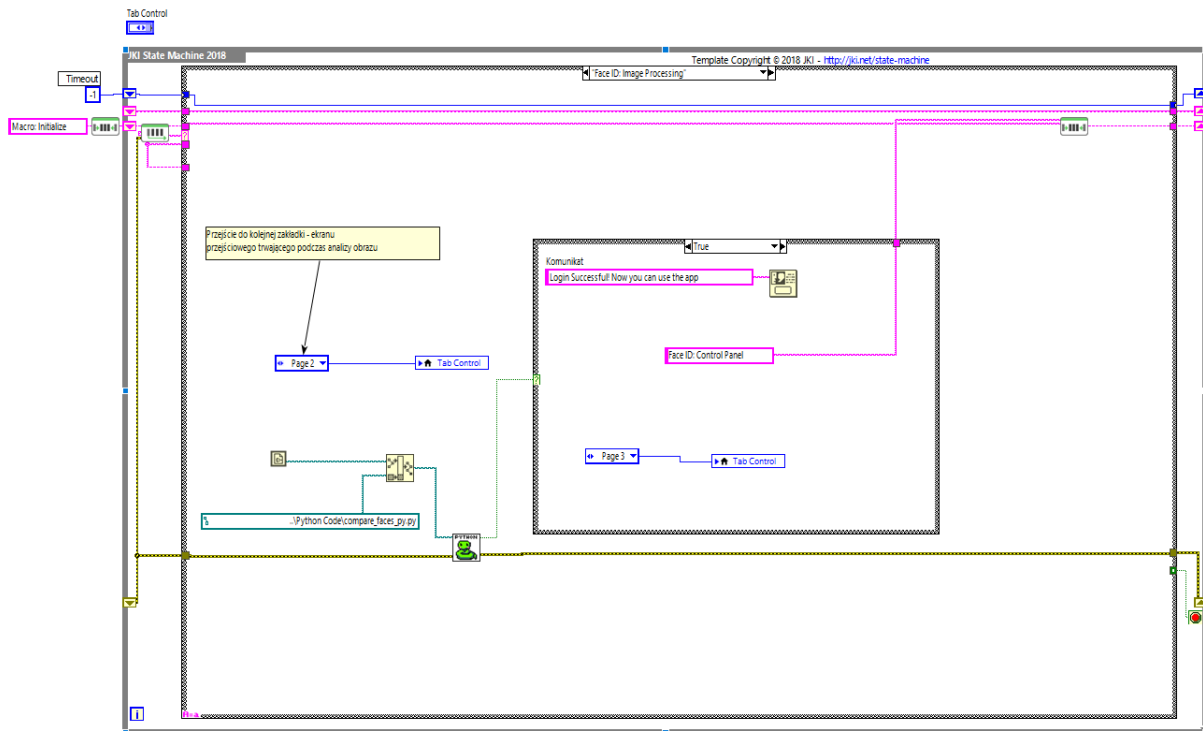 Tab Control
JKI State Machine 2018
Template Copyright © 2018 JKI - http://jki.net/state-machine
"Face ID: Image Processing"
Timeout
-1
Macro: Initialize
Przejście do kolejnej zakładki - ekranu
przejściowego trwającego podczas analizy obrazu
True
Komunikat
Login Successful! Now you can use the app
Page 2
Tab Control
Face ID: Control Panel
Page 3
Tab Control
..\Python Code\compare_faces_py.py
PYTHON
i